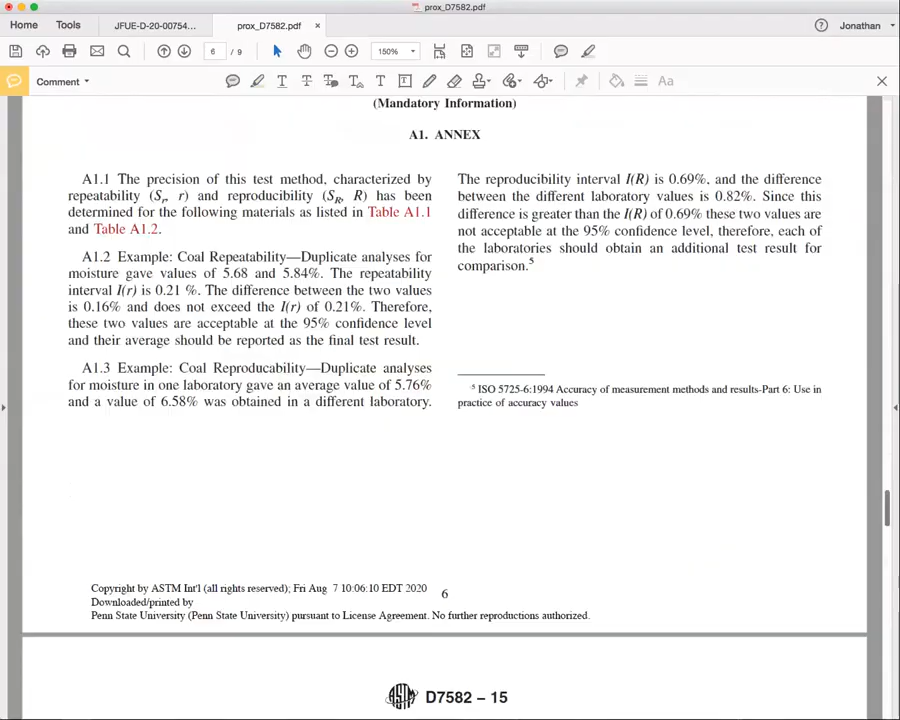 prox_D7582.pdf
Home
Tools
JFUE-D-20-00754...
prox_D7582.pdf
×
Jonathan
6 / 9
150%
Comment
Aa
(Mandatory Information)
A1. ANNEX
A1.1 The precision of this test method, characterized by
repeatability (Sr, r) and reproducibility (SR, R) has been
determined for the following materials as listed in Table A1.1
and Table A1.2.
A1.2 Example: Coal Repeatability—Duplicate analyses for
moisture gave values of 5.68 and 5.84%. The repeatability
interval I(r) is 0.21 %. The difference between the two values
is 0.16% and does not exceed the I(r) of 0.21%. Therefore,
these two values are acceptable at the 95% confidence level
and their average should be reported as the final test result.
A1.3 Example: Coal Reproducability—Duplicate analyses
for moisture in one laboratory gave an average value of 5.76%
and a value of 6.58% was obtained in a different laboratory.
The reproducibility interval I(R) is 0.69%, and the difference
between the different laboratory values is 0.82%. Since this
difference is greater than the I(R) of 0.69% these two values are
not acceptable at the 95% confidence level, therefore, each of
the laboratories should obtain an additional test result for
comparison.5
5 ISO 5725-6:1994 Accuracy of measurement methods and results-Part 6: Use in
practice of accuracy values
Copyright by ASTM Int'l (all rights reserved); Fri Aug 7 10:06:10 EDT 2020
6
Downloaded/printed by
Penn State University (Penn State University) pursuant to License Agreement. No further reproductions authorized.
ASTM D7582 – 15